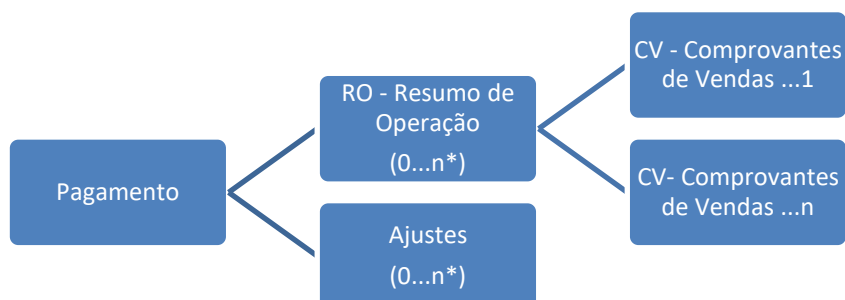 Pagamento
RO - Resumo de
Operação
(0...n*)
Ajustes
(0...n*)
CV - Comprovantes
de Vendas ...1
CV- Comprovantes
de Vendas ...n